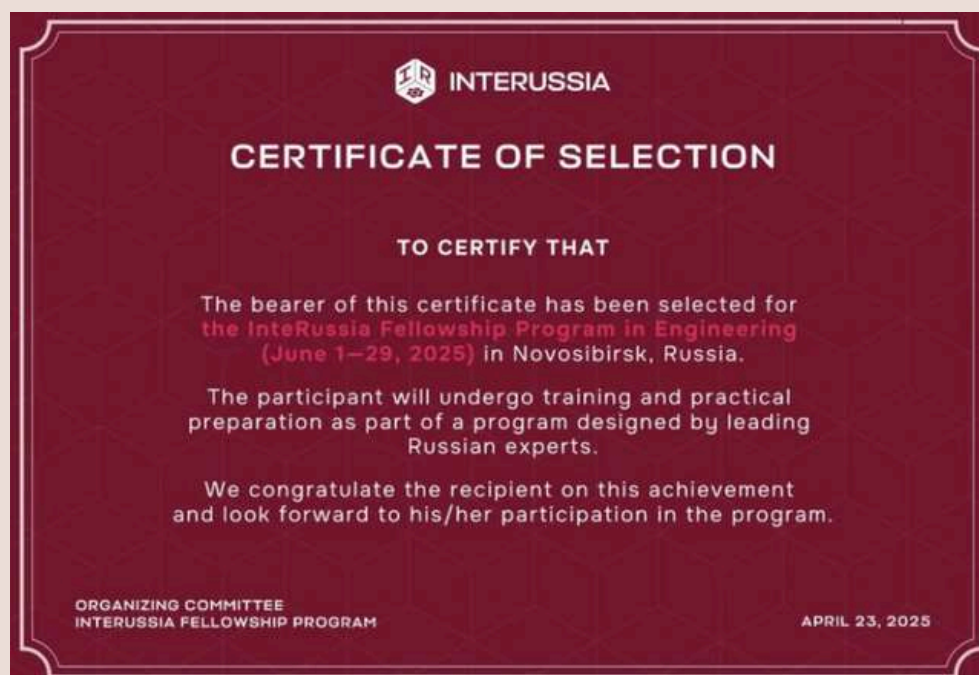 IR
INTERUSSIA
CERTIFICATE OF SELECTION
TO CERTIFY THAT
The bearer of this certificate has been selected for
the InteRussia Fellowship Program in Engineering
(June 1—29, 2025) in Novosibirsk, Russia.
The participant will undergo training and practical
preparation as part of a program designed by leading
Russian experts.
We congratulate the recipient on this achievement
and look forward to his/her participation in the program.
ORGANIZING COMMITTEE
INTERUSSIA FELLOWSHIP PROGRAM
APRIL 23, 2025